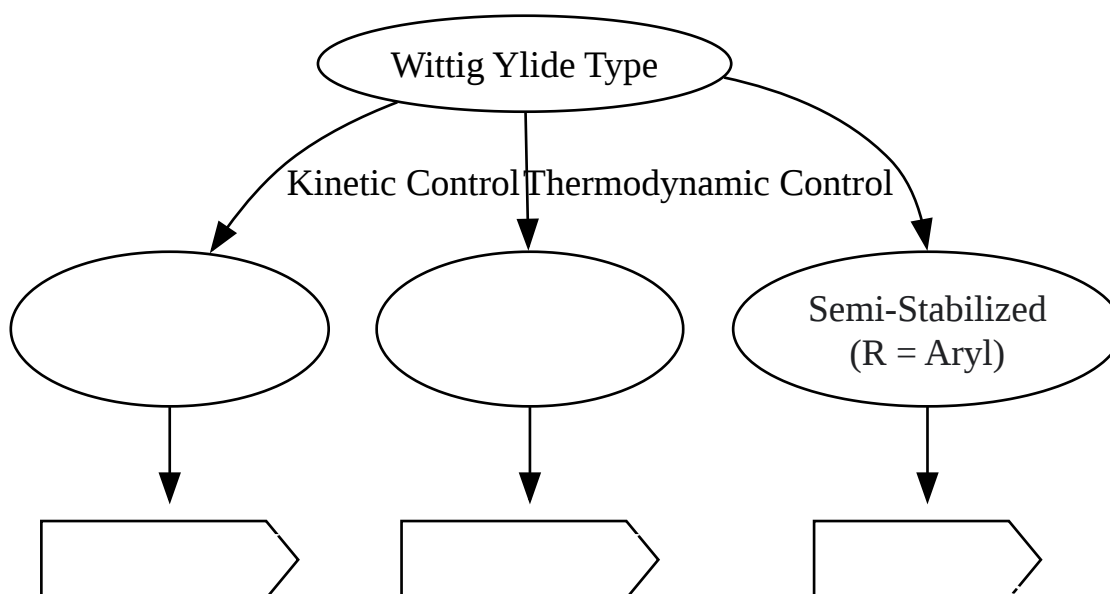 Wittig Ylide Type
Kinetic Control
Thermodynamic Control
Semi-Stabilized
(R = Aryl)